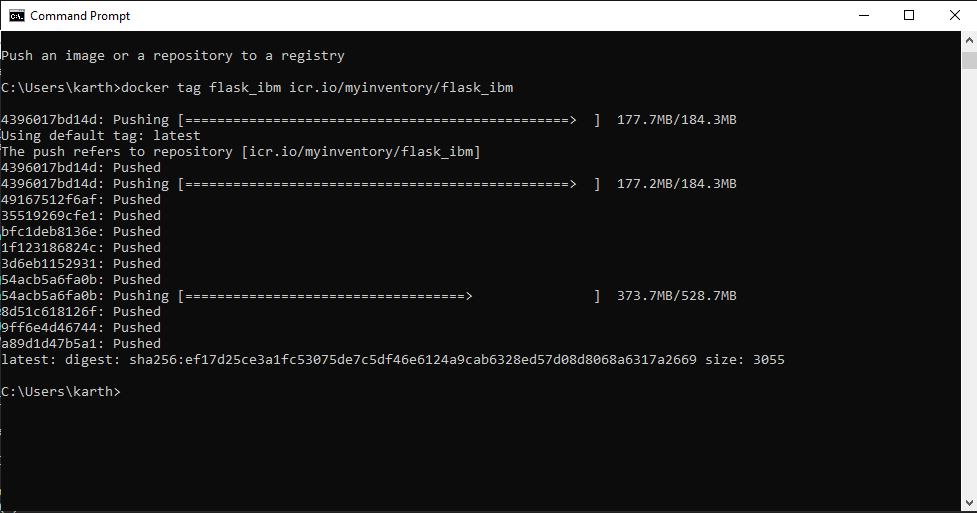 Command Prompt
Push an image or a repository to a registry
C:\Users\karth>docker tag flask_ibm icr.io/myinventory/flask_ibm
4396017bd14d: Pushing [================================================>  ]  177.7MB/184.3MB
Using default tag: latest
The push refers to repository [icr.io/myinventory/flask_ibm]
4396017bd14d: Pushed
4396017bd14d: Pushing [================================================>  ]  177.2MB/184.3MB
49167512f6af: Pushed
35519269cfe1: Pushed
bfc1deb8136e: Pushed
1f123186824c: Pushed
3d6eb1152931: Pushed
54acb5a6fa0b: Pushed
54acb5a6fa0b: Pushing [===================================>               ]  373.7MB/528.7MB
8d51c618126f: Pushed
9ff6e4d46744: Pushed
a89d1d47b5a1: Pushed
latest: digest: sha256:ef17d25ce3a1fc53075de7c5df46e6124a9cab6328ed57d08d8068a6317a2669 size: 3055
C:\Users\karth>